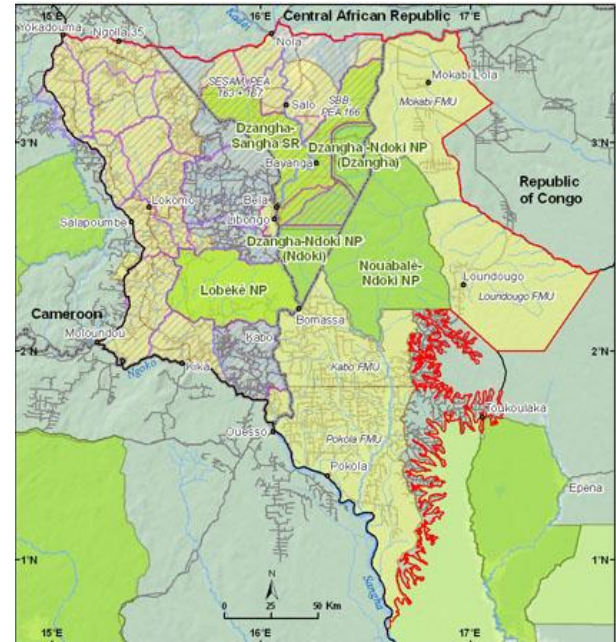 15°E
16°E
17°E
Kadéï
Central African Republic
Yokadouma
Ngolla 35
Nola
SESAM, PEA
163 + 167
Salo
SBB,
PEA 166
Mokabi Lola
Mokabi FMU
3°N
3°N
Dzangha-
Sangha SR
Dzangha -Ndoki NP
(Dzangha)
Bayanga
Republic
of Congo
Lokomo
Bela
Libongo
Salapoumbe
Dzangha-Ndoki NP
(Ndoki)
Nouabalé-
Ndoki NP
Lobéké NP
Loundougo
Loundougo FMU
Cameroon
Moloundou
Bomassa
2°N
2°N
Kabo
Kabo FMU
Ngoko
Kika
Toukoulaka
Ouesso
Pokola FMU
Pokola
Epena
1°N
1°N
Sangha
N
0
25
50 Km
15°E
16°E
17°E